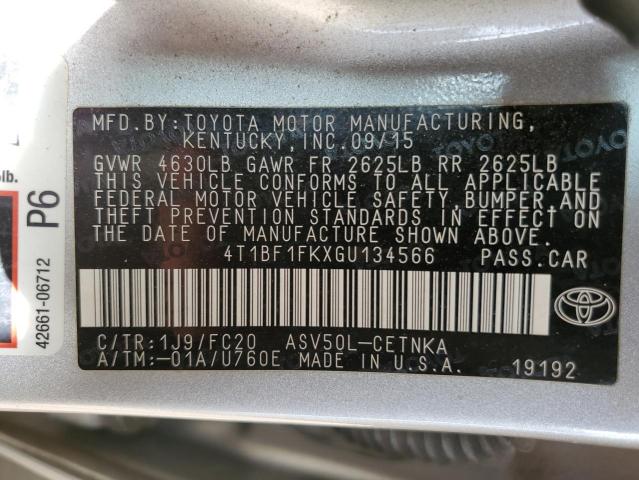 MFD.BY:TOYOTA MOTOR MANUFACTURING,
KENTUCKY,INC.09/15
GVWR 4630LB GAWR FR 2625LB RR 2625LB
THIS VEHICLE CONFORMS TO ALL APPLICABLE
FEDERAL MOTOR VEHICLE SAFETY,BUMPER,AND
THEFT PREVENTION STANDARDS IN EFFECT ON
THE DATE OF MANUFACTURE SHOWN ABOVE.
4T1BF1FKXGU134566 PASS.CAR
C/TR:1J9/FC20 ASV50L-CETNKA
A/TM:-01A/U760E MADE IN U.S.A. 19192
TOYOTA
lb.
P6
42661-06712